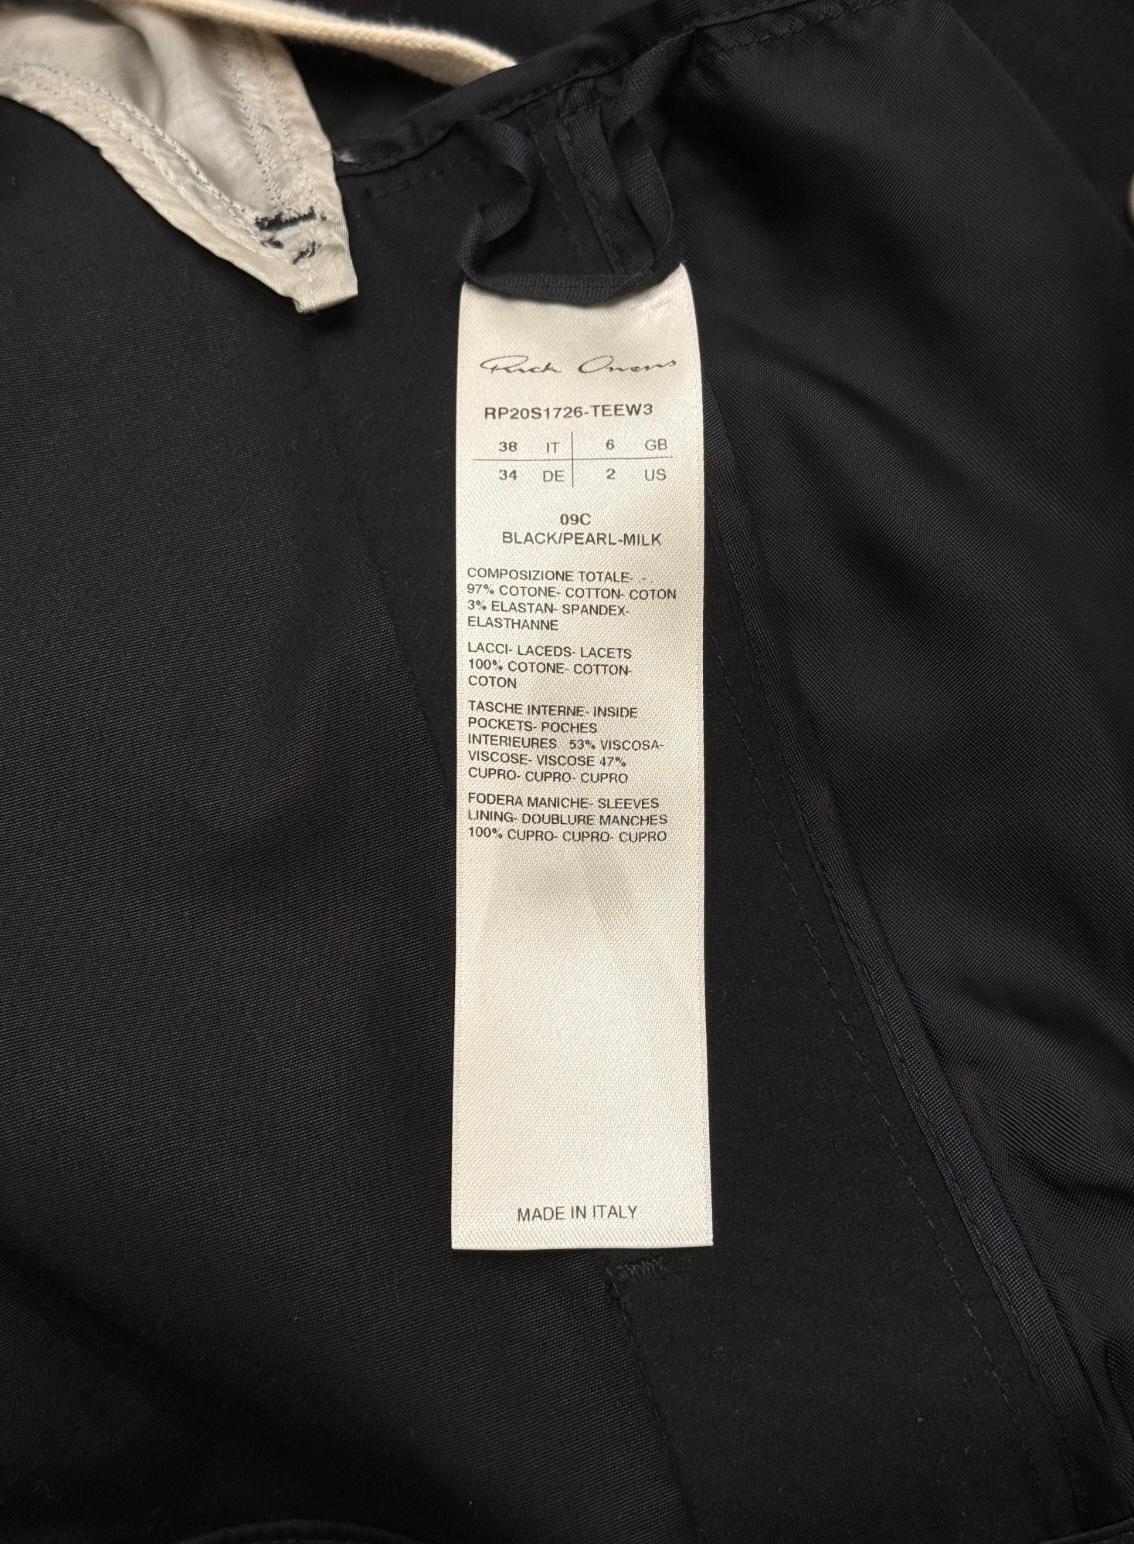 Rick Owens
RP20S1726-TEEW3
38 IT 6 GB
34 DE 2 US
09C
BLACK/PEARL-MILK
COMPOSIZIONE TOTALE- - .
97% COTONE- COTTON- COTON
3% ELASTAN- SPANDEX-
ELASTHANNE
LACCI- LACEDS- LACETS
100% COTONE- COTTON-
COTON
TASCHE INTERNE- INSIDE
POCKETS- POCHES
INTERIEURES 53% VISCOSA-
VISCOSE- VISCOSE 47%
CUPRO- CUPRO- CUPRO
FODERA MANICHE- SLEEVES
LINING- DOUBLURE MANCHES
100% CUPRO- CUPRO- CUPRO
MADE IN ITALY